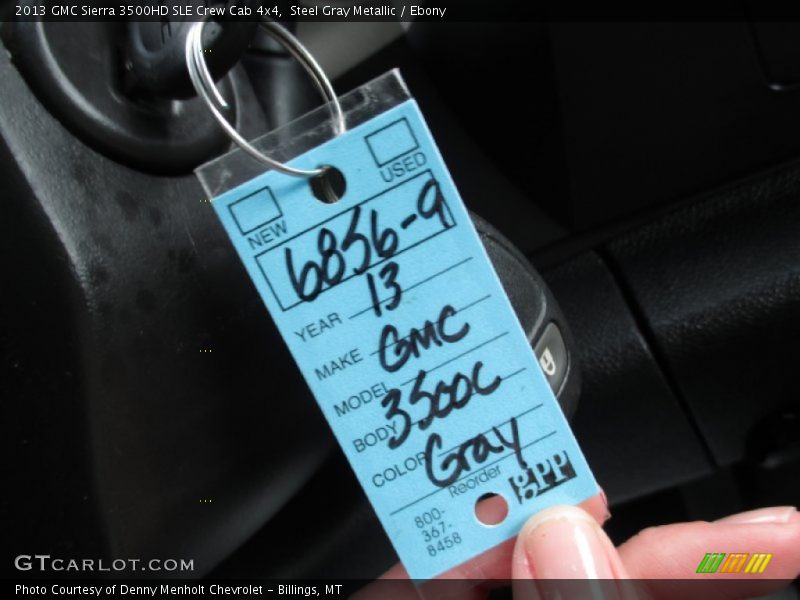 2013 GMC Sierra 3500HD SLE Crew Cab 4x4,  Steel Gray Metallic / Ebony
USED
NEW
6856-9
YEAR 13
MAKE GMC
MODEL
BODY 3500C
COLOR Gray
Reorder gpp
800-
367-
8458
GTCARLOT.COM
Photo Courtesy of Denny Menholt Chevrolet – Billings, MT